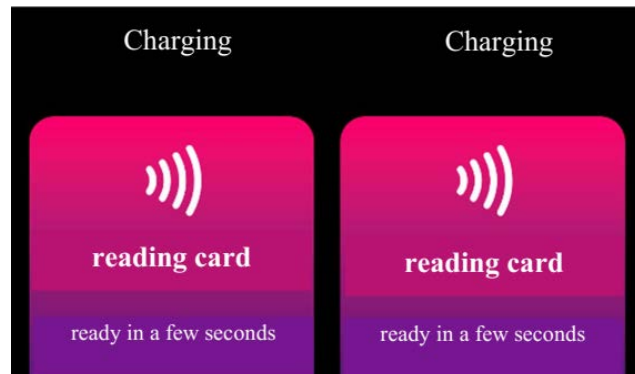 Charging
reading card
ready in a few seconds
Charging
reading card
ready in a few seconds